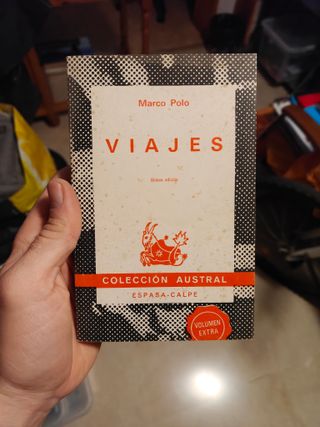 Marco Polo
VIAJES
COLECCIÓN AUSTRAL
ESPASA-CALPE
VOLUMEN
EXTRA